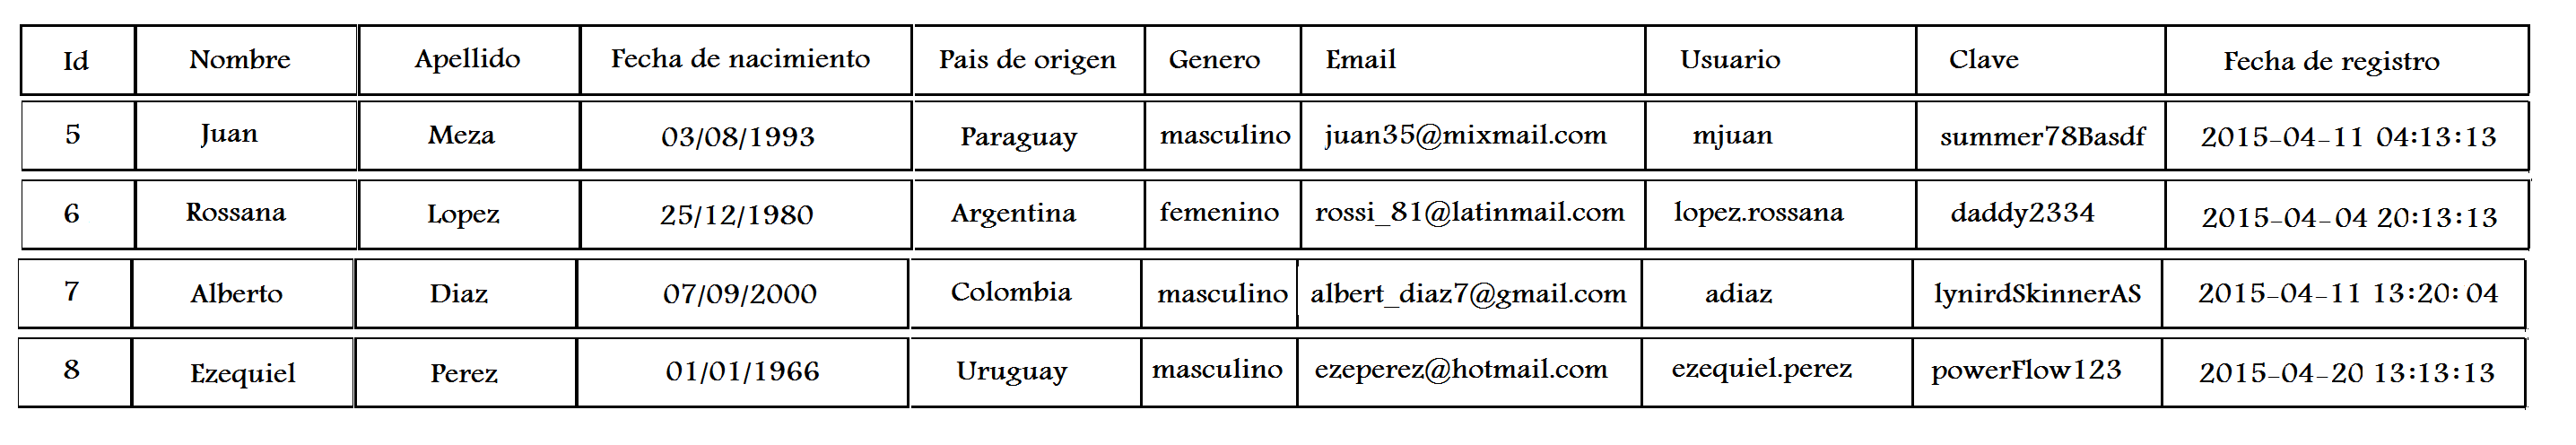 Id Nombre Apellido Fecha de nacimiento Pais de origen Genero Email Usuario Clave Fecha de registro
5 Juan Meza 03/08/1993 Paraguay masculino juan35@mixmail.com mjuan summer78Basdf 2015-04-11 04:13:13
6 Rossana Lopez 25/12/1980 Argentina femenino rossi_81@latinmail.com lopez.rossana daddy2334 2015-04-04 20:13:13
7 Alberto Diaz 07/09/2000 Colombia masculino albert_diaz7@gmail.com adiaz lynirdSkinnerAS 2015-04-11 13:20:04
8 Ezequiel Perez 01/01/1966 Uruguay masculino ezeperez@hotmail.com ezequiel.perez powerFlow123 2015-04-20 13:13:13